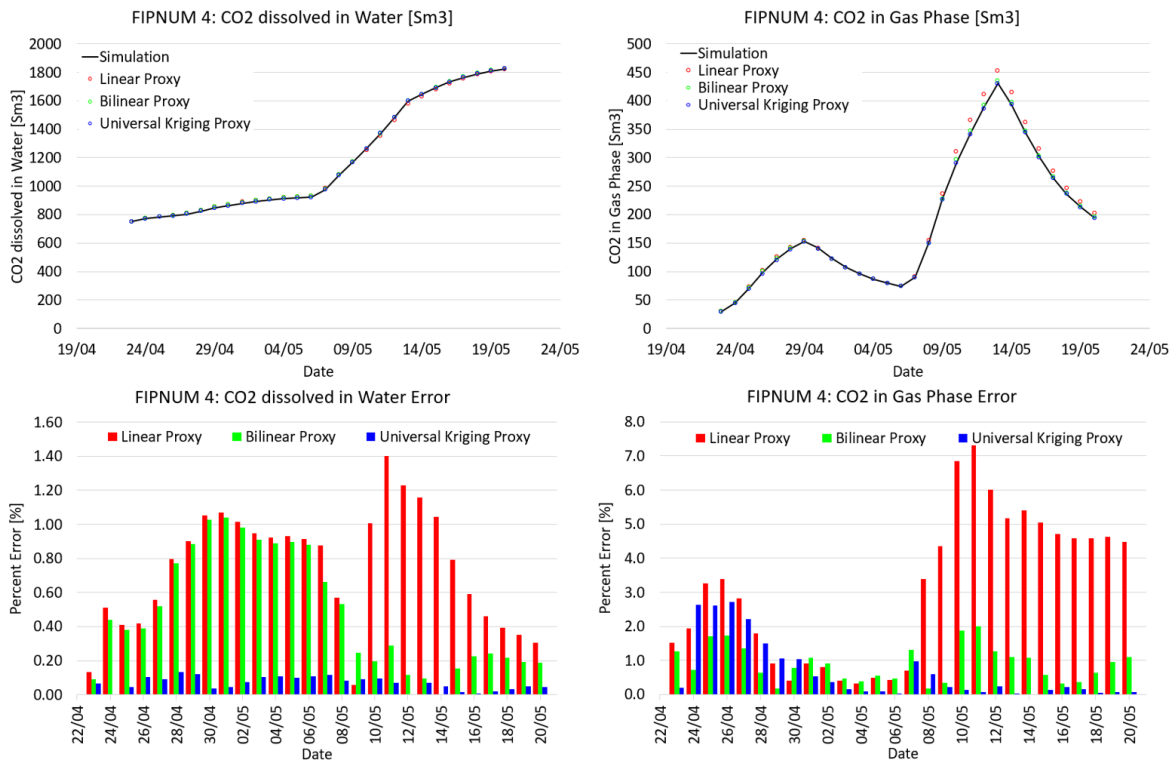 FIPNUM 4: CO2 dissolved in Water [Sm3]
CO2 dissolved in Water [Sm3]
2000
1800
1600
1400
1200
1000
800
600
400
200
0
Simulation
Linear Proxy
Bilinear Proxy
Universal Kriging Proxy
19/04 24/04 29/04 04/05 09/05 14/05 19/05 24/05
Date
FIPNUM 4: CO2 in Gas Phase [Sm3]
CO2 in Gas Phase [Sm3]
500
450
400
350
300
250
200
150
100
50
0
Simulation
Linear Proxy
Bilinear Proxy
Universal Kriging Proxy
19/04 24/04 29/04 04/05 09/05 14/05 19/05 24/05
Date
FIPNUM 4: CO2 dissolved in Water Error
Percent Error [%]
1.60
1.40
1.20
1.00
0.80
0.60
0.40
0.20
0.00
Linear Proxy Bilinear Proxy Universal Kriging Proxy
22/04 24/04 26/04 28/04 30/04 02/05 04/05 06/05 08/05 10/05 12/05 14/05 16/05 18/05 20/05
Date
FIPNUM 4: CO2 in Gas Phase Error
Percent Error [%]
8.0
7.0
6.0
5.0
4.0
3.0
2.0
1.0
0.0
Linear Proxy Bilinear Proxy Universal Kriging Proxy
22/04 24/04 26/04 28/04 30/04 02/05 04/05 06/05 08/05 10/05 12/05 14/05 16/05 18/05 20/05
Date